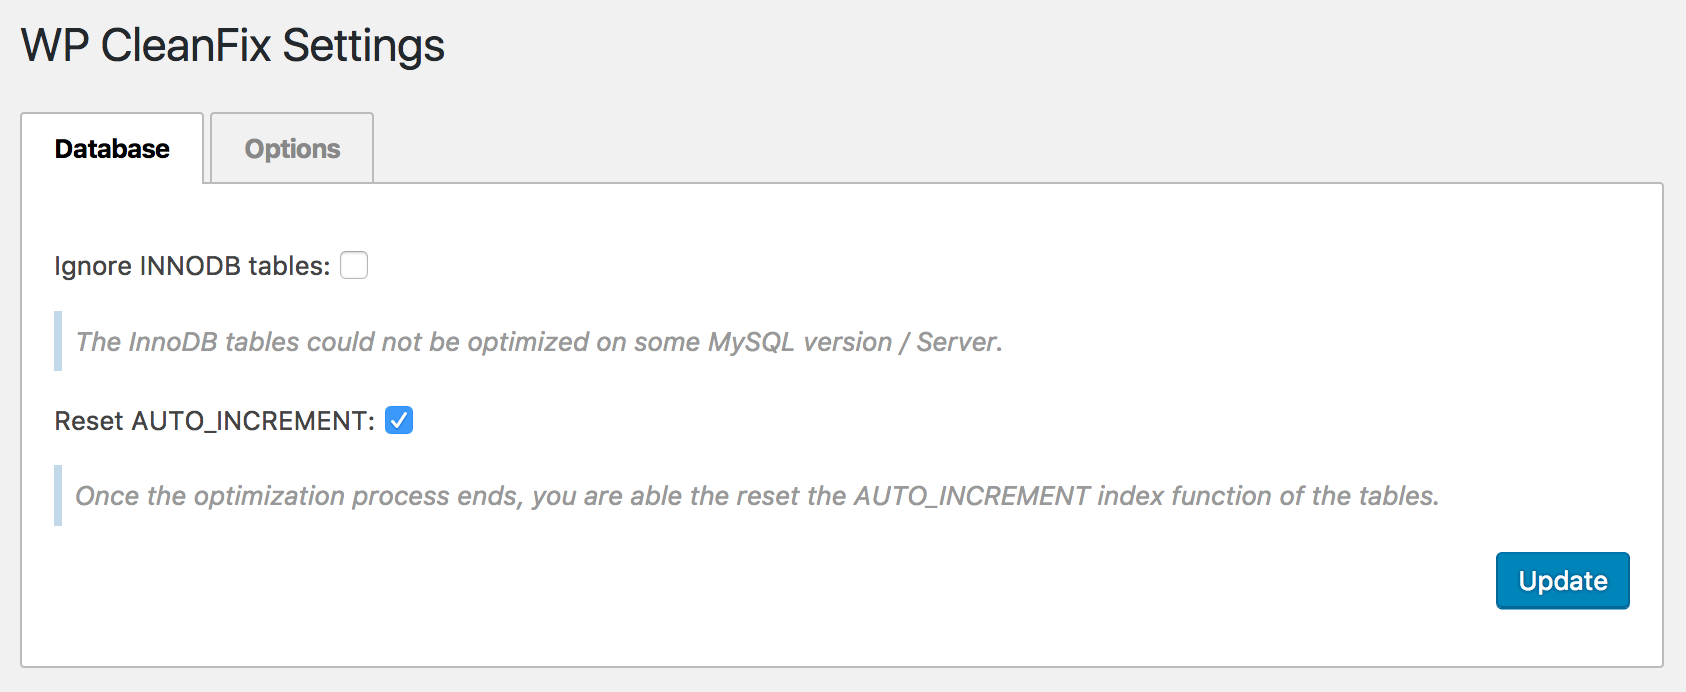 WP CleanFix Settings
Database
Options
Ignore INNODB tables:
The InnoDB tables could not be optimized on some MySQL version / Server.
Reset AUTO_INCREMENT:
Once the optimization process ends, you are able the reset the AUTO_INCREMENT index function of the tables.
Update